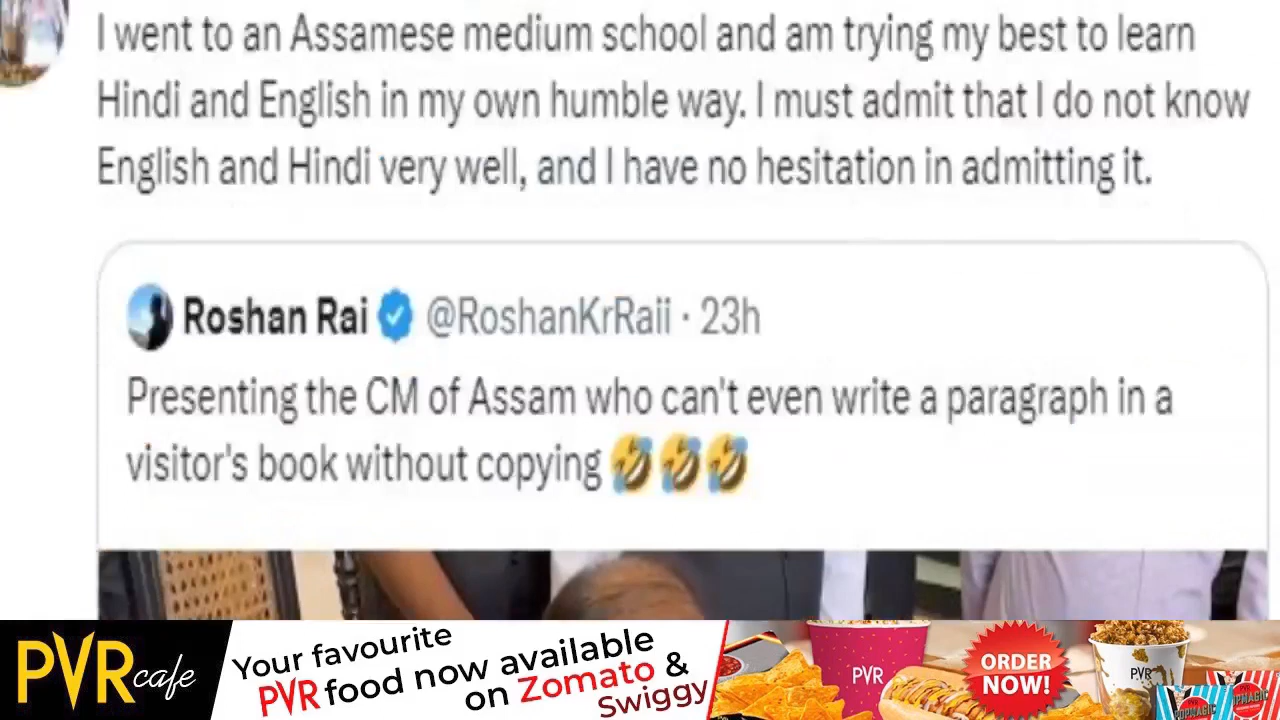 I went to an Assamese medium school and am trying my best to learn
Hindi and English in my own humble way. I must admit that I do not know
English and Hindi very well, and I have no hesitation in admitting it.
Roshan Rai @RoshanKrRaii · 23h
Presenting the CM of Assam who can't even write a paragraph in a
visitor's book without copying 🤣🤣🤣
PVR cafe
Your favourite
PVR food now available
on Zomato &
Swiggy
PVR
ORDER
NOW!
PVR